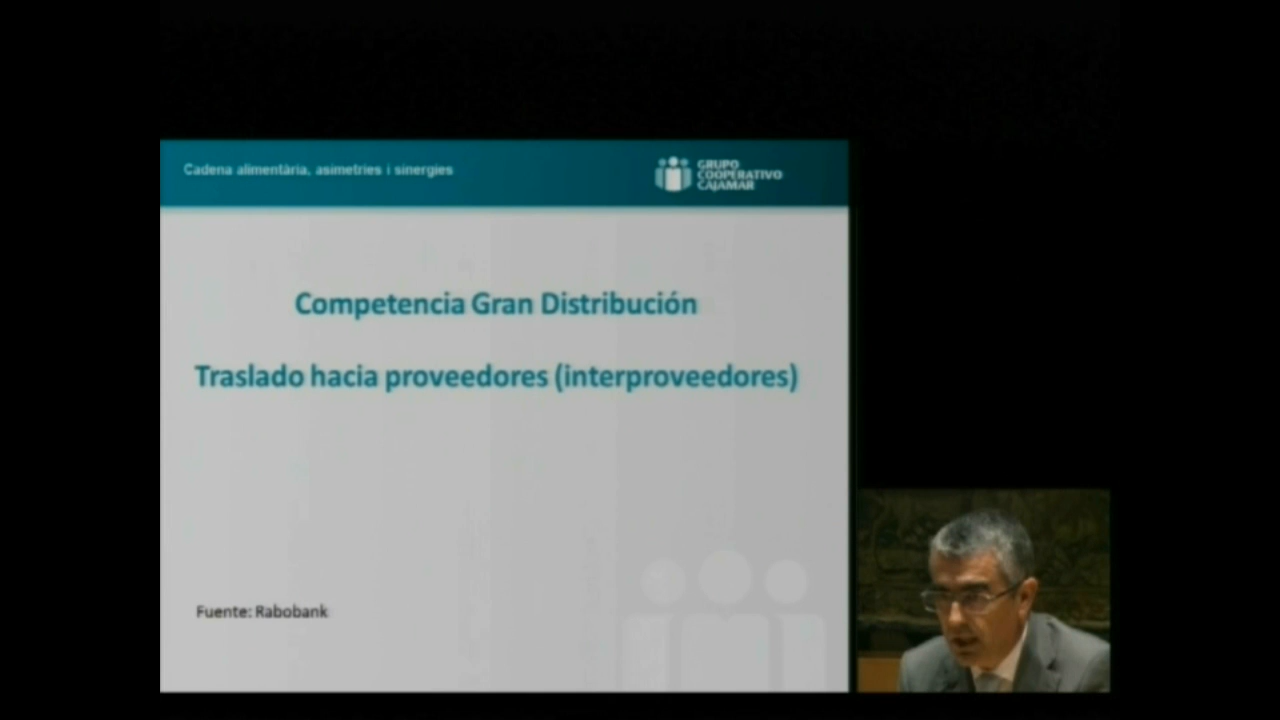 Cadena alimentària, asimetries i sinergies
GRUPO
COOPERATIVO
CAJAMAR
Competencia Gran Distribución
Traslado hacia proveedores (interproveedores)
Fuente: Rabobank